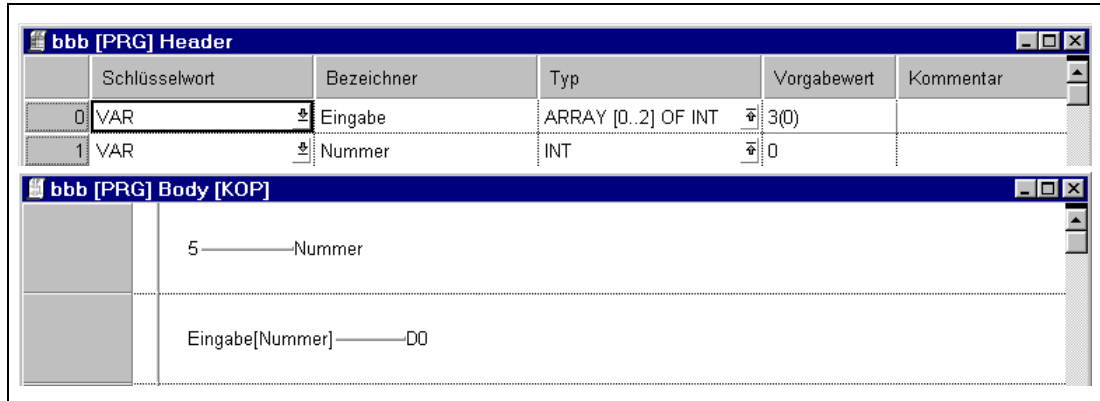 bbb [PRG] Header
Schlüsselwort Bezeichner Typ Vorgabewert Kommentar
0 VAR Eingabe ARRAY [0..2] OF INT 3(0)
1 VAR Nummer INT 0
bbb [PRG] Body [KOP]
5 Nummer
Eingabe[Nummer] D0